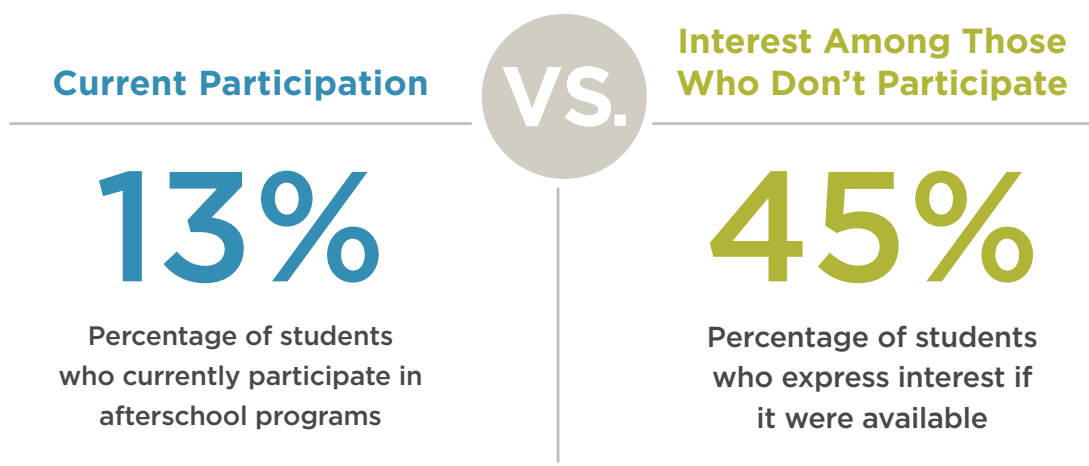 Current Participation
VS.
Interest Among Those
Who Don’t Participate
13%
Percentage of students
who currently participate in
afterschool programs
45%
Percentage of students
who express interest if
it were available